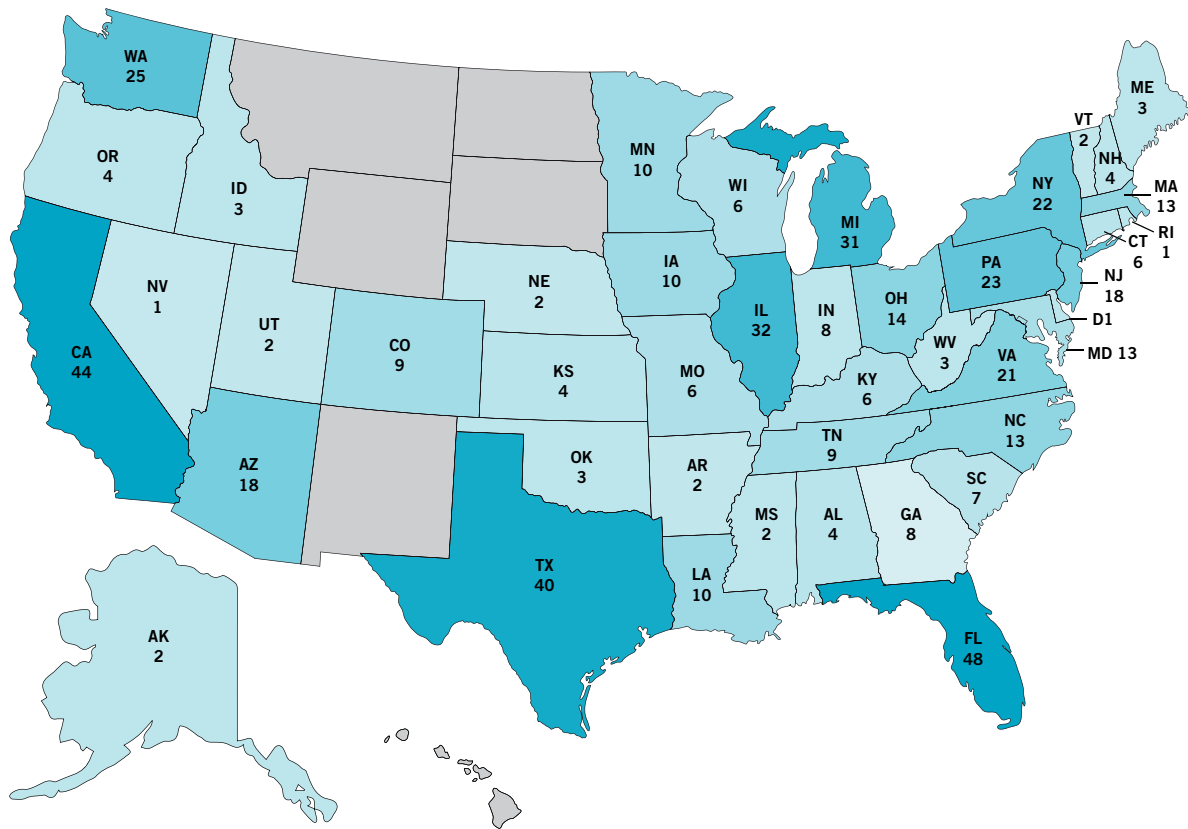 WA
25
OR
4
ID
3
CA
44
NV
1
UT
2
CO
9
AZ
18
NE
2
KS
4
OK
3
TX
40
MN
10
IA
10
MO
6
AR
2
LA
10
WI
6
IL
32
MI
31
IN
8
OH
14
KY
6
TN
9
MS
2
AL
4
GA
8
FL
48
SC
7
NC
13
VA
21
WV
3
PA
23
NY
22
VT
2
NH
4
ME
3
MA
13
RI
1
CT
6
NJ
18
D1
MD 13
AK
2